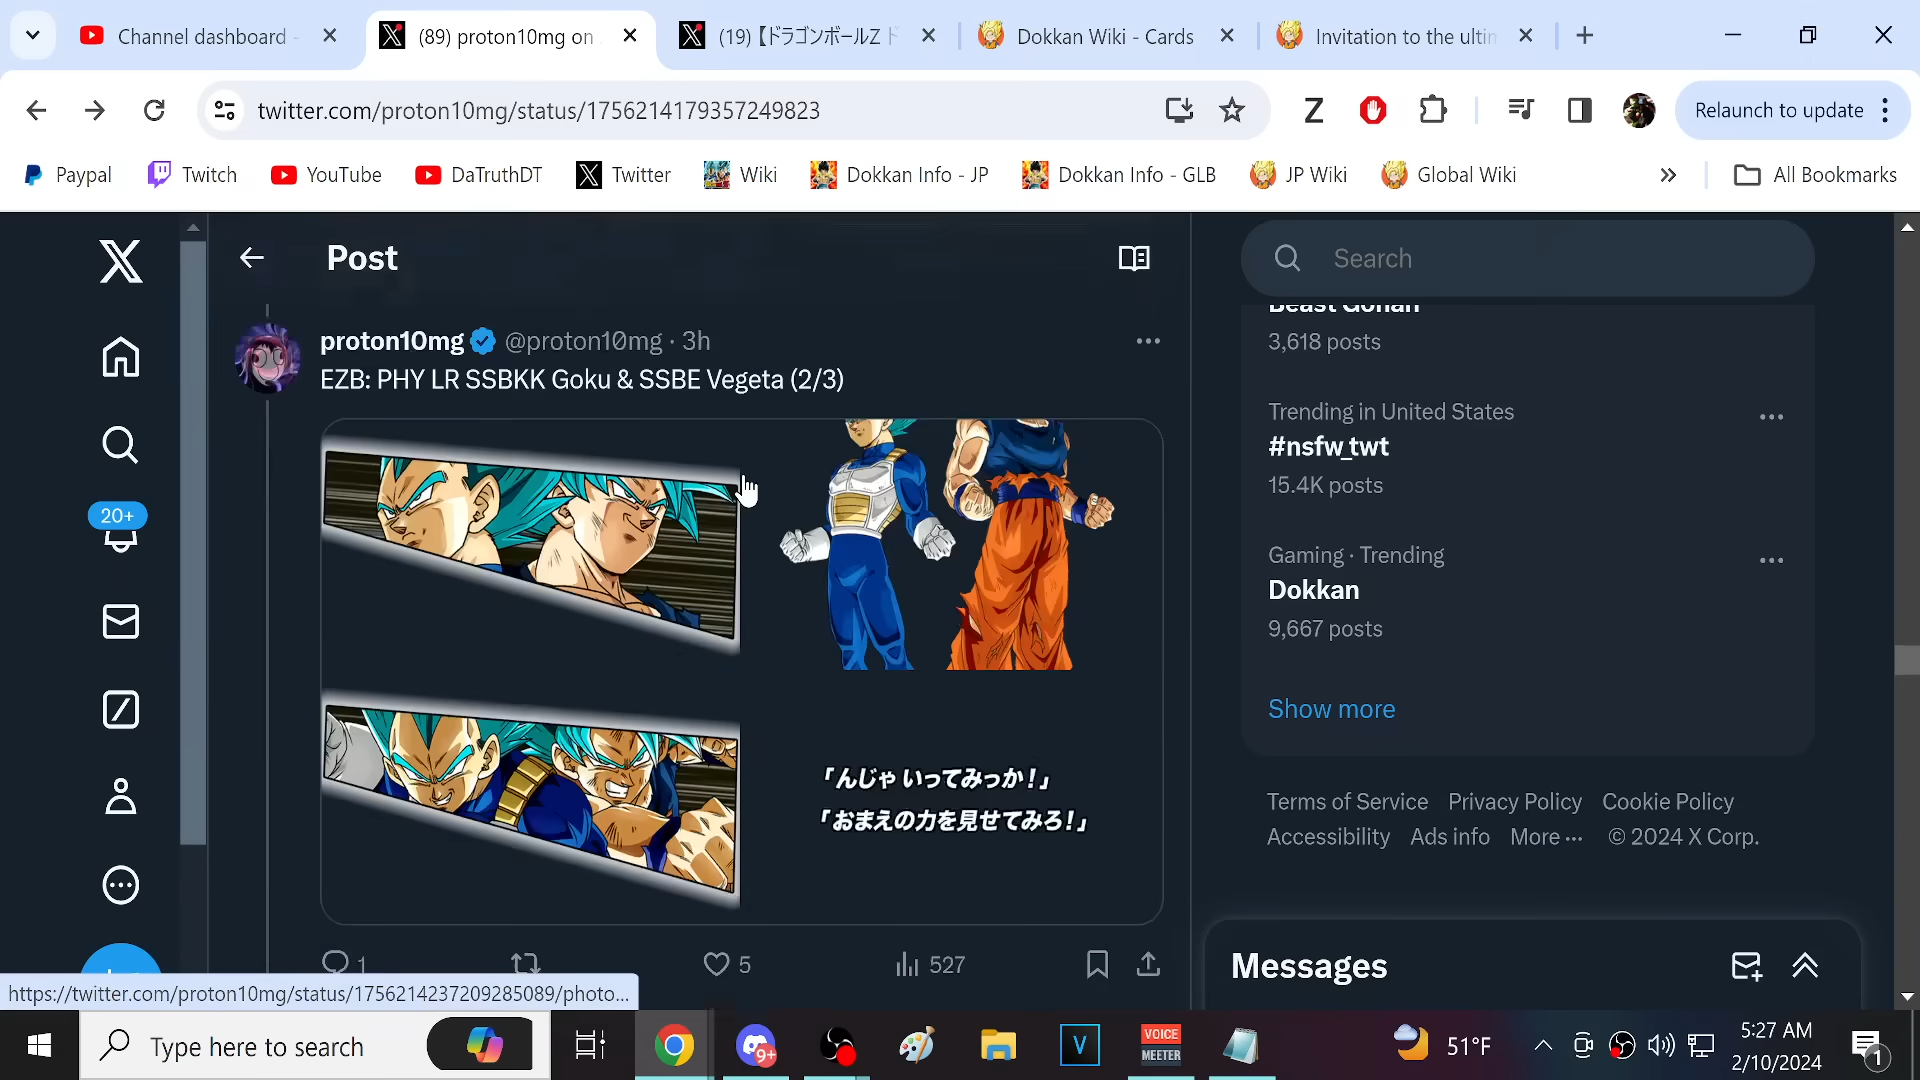 Channel dashboard -
(89) proton10mg on
(19) 【ドラゴンボールZ ド
Dokkan Wiki - Cards
Invitation to the ultin
twitter.com/proton10mg/status/1756214179357249823
Z
Relaunch to update
Paypal
Twitch
YouTube
DaTruthDT
Twitter
Wiki
Dokkan Info - JP
Dokkan Info - GLB
JP Wiki
Global Wiki
All Bookmarks
Post
Search
Beast Gohan
3,618 posts
proton10mg @proton10mg · 3h
EZB: PHY LR SSBKK Goku & SSBE Vegeta (2/3)
Trending in United States
#nsfw_twt
15.4K posts
20+
Gaming · Trending
Dokkan
9,667 posts
Show more
「んじゃ いってみっか!」
「おまえの力を見せてみろ!」
Terms of Service Privacy Policy Cookie Policy
Accessibility Ads info More ··· © 2024 X Corp.
1
5
527
Messages
https://twitter.com/proton10mg/status/1756214237209285089/photo...
Type here to search
9+
V
VOICE
MEETER
51°F
5:27 AM
2/10/2024
1